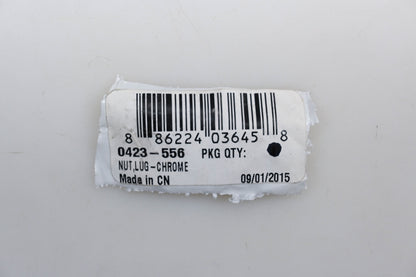 8 86224 03645 8
0423-556 PKG QTY:
NUT,LUG-CHROME
Made in CN 09/01/2015